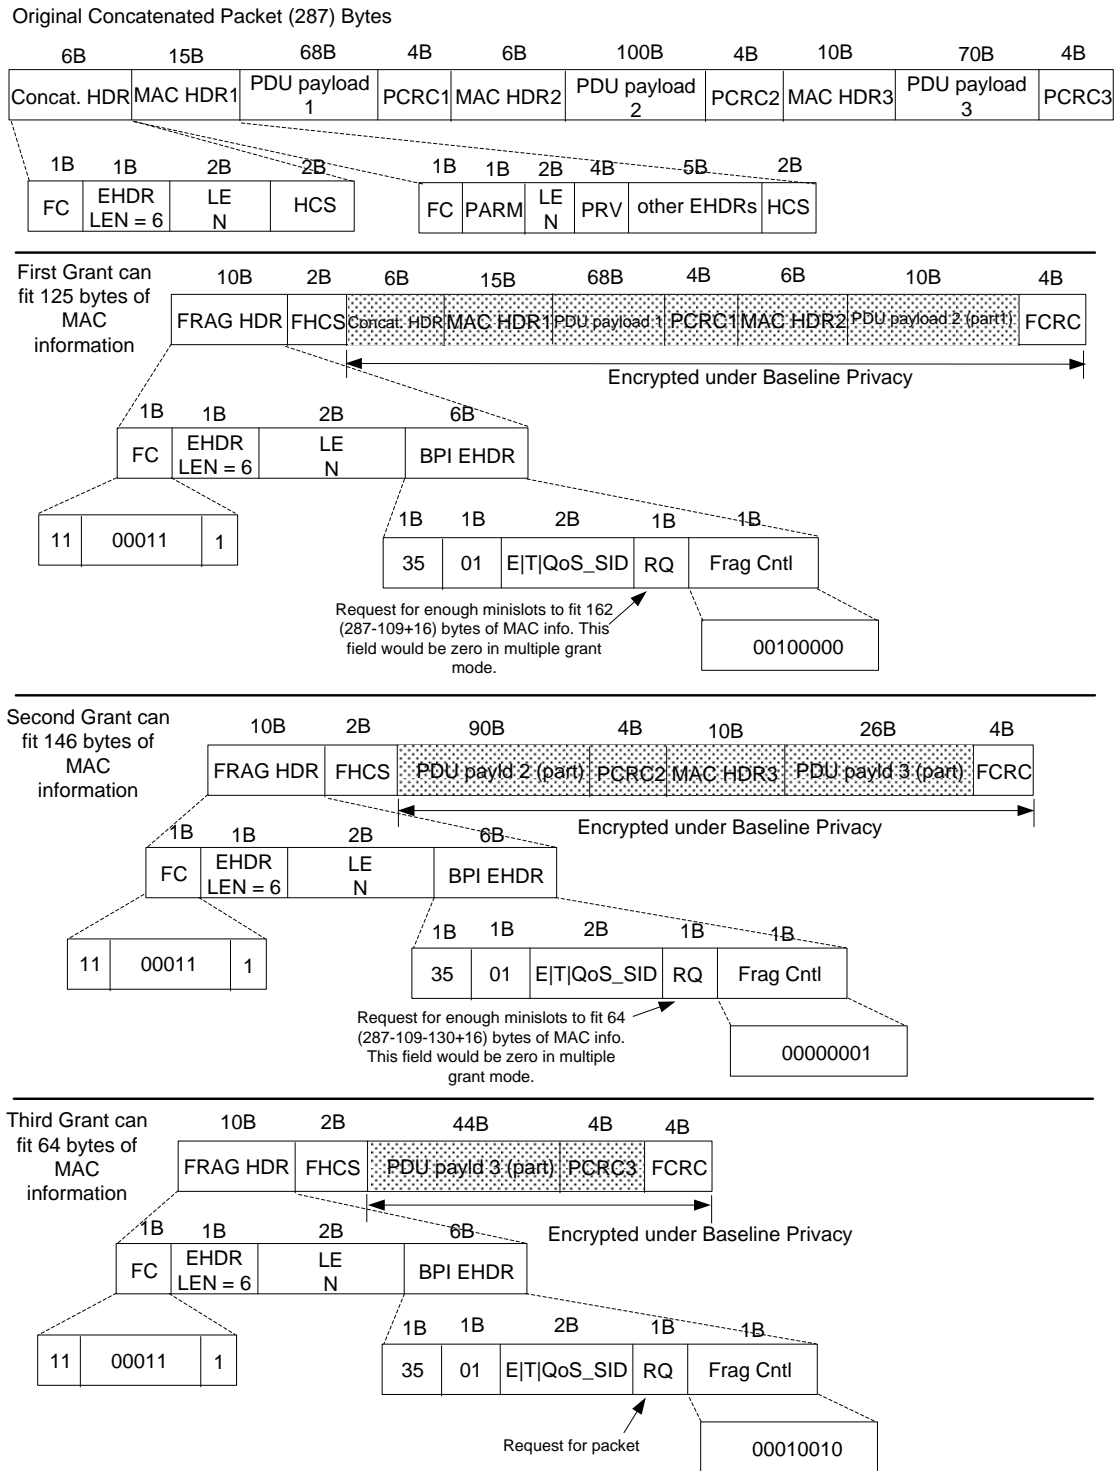 Original Concatenated Packet (287) Bytes
6B 15B 68B 4B 6B 100B 4B 10B 70B 4B
Concat. HDR MAC HDR1 PDU payload 1 PCRC1 MAC HDR2 PDU payload 2 PCRC2 MAC HDR3 PDU payload 3 PCRC3
1B 1B 2B 2B 1B 1B 2B 4B 5B 2B
FC EHDR LEN = 6 LE N HCS FC PARM LE N PRV other EHDRs HCS
First Grant can
fit 125 bytes of
MAC
information
10B 2B 6B 15B 68B 4B 6B 10B 4B
FRAG HDR FHCS Concat. HDR MAC HDR1 PDU payload 1 PCRC1 MAC HDR2 PDU payload 2 (part1) FCRC
Encrypted under Baseline Privacy
1B 1B 2B 6B
FC EHDR LEN = 6 LE N BPI EHDR
11 00011 1
1B 1B 2B 1B 1B
35 01 E|T|QoS_SID RQ Frag Cntl
Request for enough minislots to fit 162
(287-109+16) bytes of MAC info. This
field would be zero in multiple grant
mode.
00100000
Second Grant can
fit 146 bytes of
MAC
information
10B 2B 90B 4B 10B 26B 4B
FRAG HDR FHCS PDU payld 2 (part) PCRC2 MAC HDR3 PDU payld 3 (part) FCRC
Encrypted under Baseline Privacy
1B 1B 2B 6B
FC EHDR LEN = 6 LE N BPI EHDR
11 00011 1
1B 1B 2B 1B 1B
35 01 E|T|QoS_SID RQ Frag Cntl
Request for enough minislots to fit 64
(287-109-130+16) bytes of MAC info.
This field would be zero in multiple
grant mode.
00000001
Third Grant can
fit 64 bytes of
MAC
information
10B 2B 44B 4B 4B
FRAG HDR FHCS PDU payld 3 (part) PCRC3 FCRC
Encrypted under Baseline Privacy
1B 1B 2B 6B
FC EHDR LEN = 6 LE N BPI EHDR
11 00011 1
1B 1B 2B 1B 1B
35 01 E|T|QoS_SID RQ Frag Cntl
Request for packet
00010010